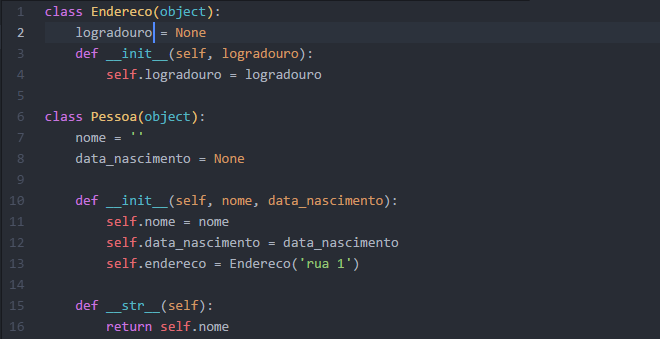 1 class Endereco(object):
2     logradouro = None
3     def __init__(self, logradouro):
4         self.logradouro = logradouro
5
6 class Pessoa(object):
7     nome = ''
8     data_nascimento = None
9
10     def __init__(self, nome, data_nascimento):
11         self.nome = nome
12         self.data_nascimento = data_nascimento
13         self.endereco = Endereco('rua 1')
14
15     def __str__(self):
16         return self.nome